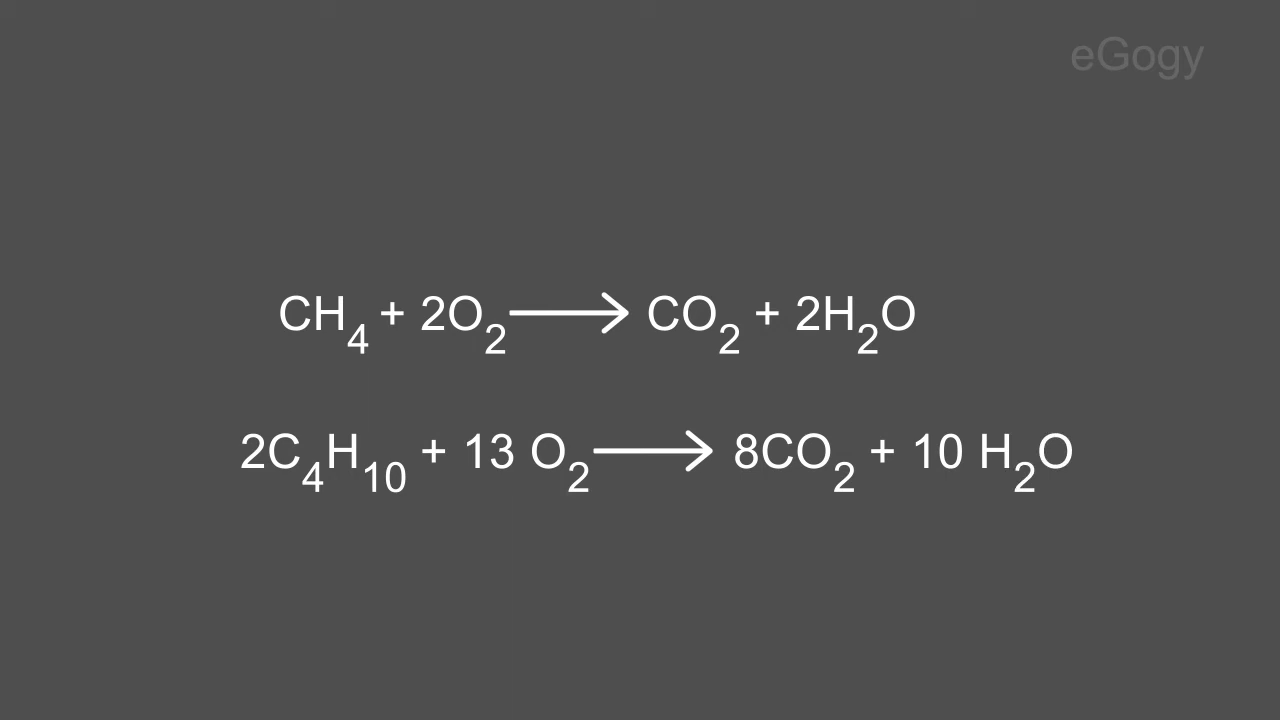 eGogy
CH₄ + 2O₂ ⟶ CO₂ + 2H₂O
2C₄H₁₀ + 13 O₂ ⟶ 8CO₂ + 10 H₂O